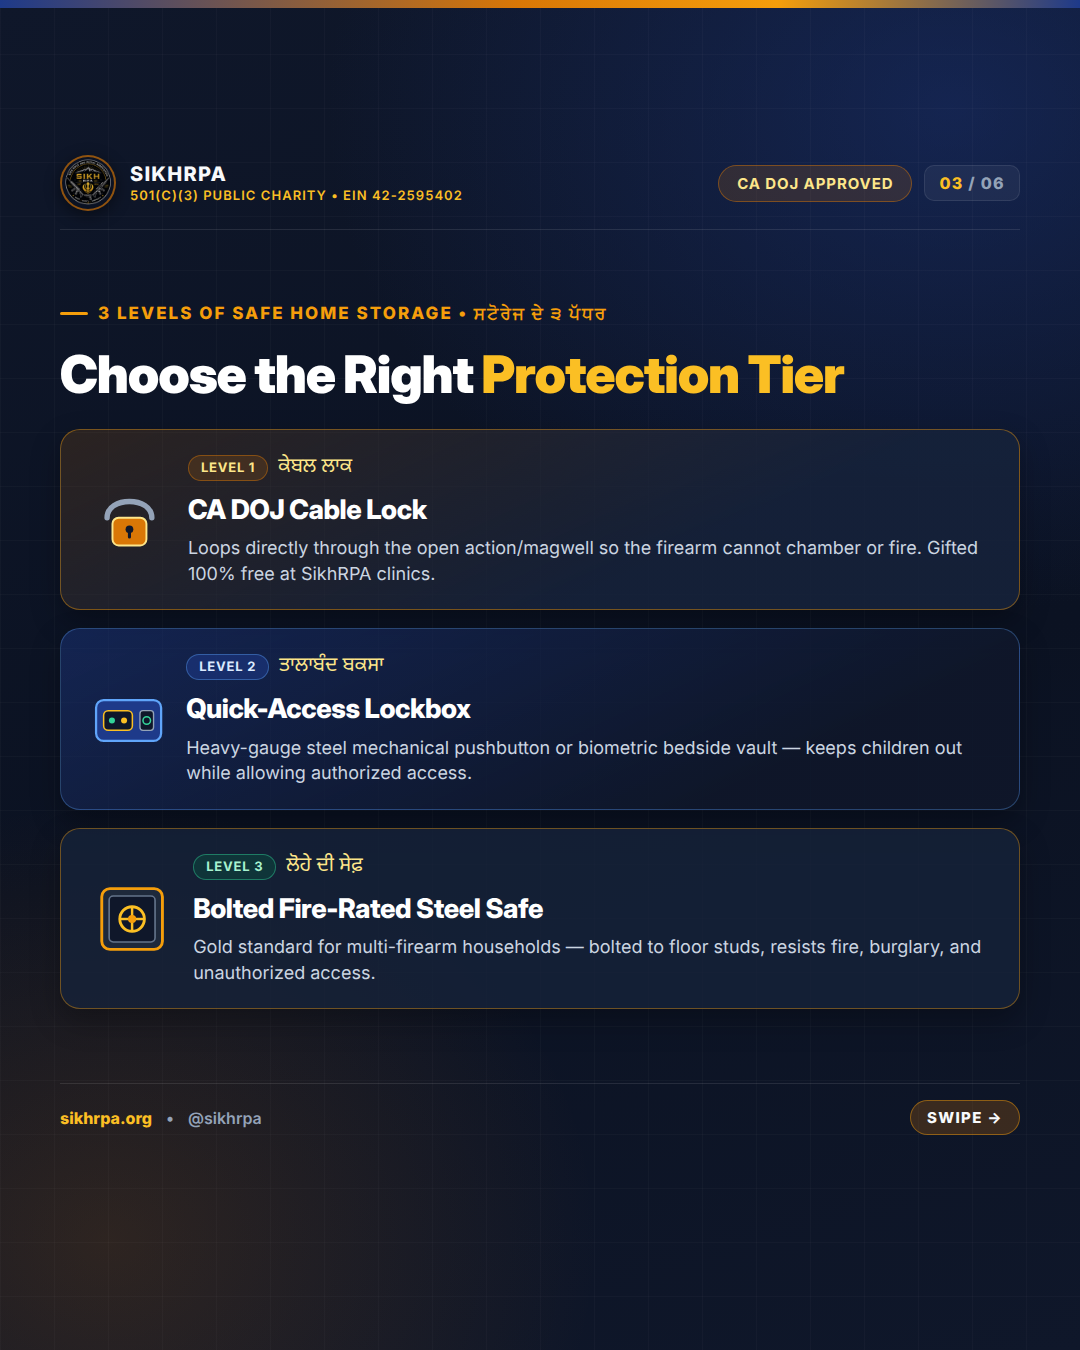 SIKH
SIKHRPA
501(C)(3) PUBLIC CHARITY • EIN 42-2595402
CA DOJ APPROVED
03 / 06
3 LEVELS OF SAFE HOME STORAGE • ਸਟੋਰੇਜ ਦੇ ੩ ਪੱਧਰ
Choose the Right Protection Tier
LEVEL 1 ਕੇਬਲ ਲਾਕ
CA DOJ Cable Lock
Loops directly through the open action/magwell so the firearm cannot chamber or fire. Gifted
100% free at SikhRPA clinics.
LEVEL 2 ਤਾਲਾਬੰਦ ਬਕਸਾ
Quick-Access Lockbox
Heavy-gauge steel mechanical pushbutton or biometric bedside vault — keeps children out
while allowing authorized access.
LEVEL 3 ਲੋਹੇ ਦੀ ਸੇਫ਼
Bolted Fire-Rated Steel Safe
Gold standard for multi-firearm households — bolted to floor studs, resists fire, burglary, and
unauthorized access.
sikhrpa.org • @sikhrpa
SWIPE →